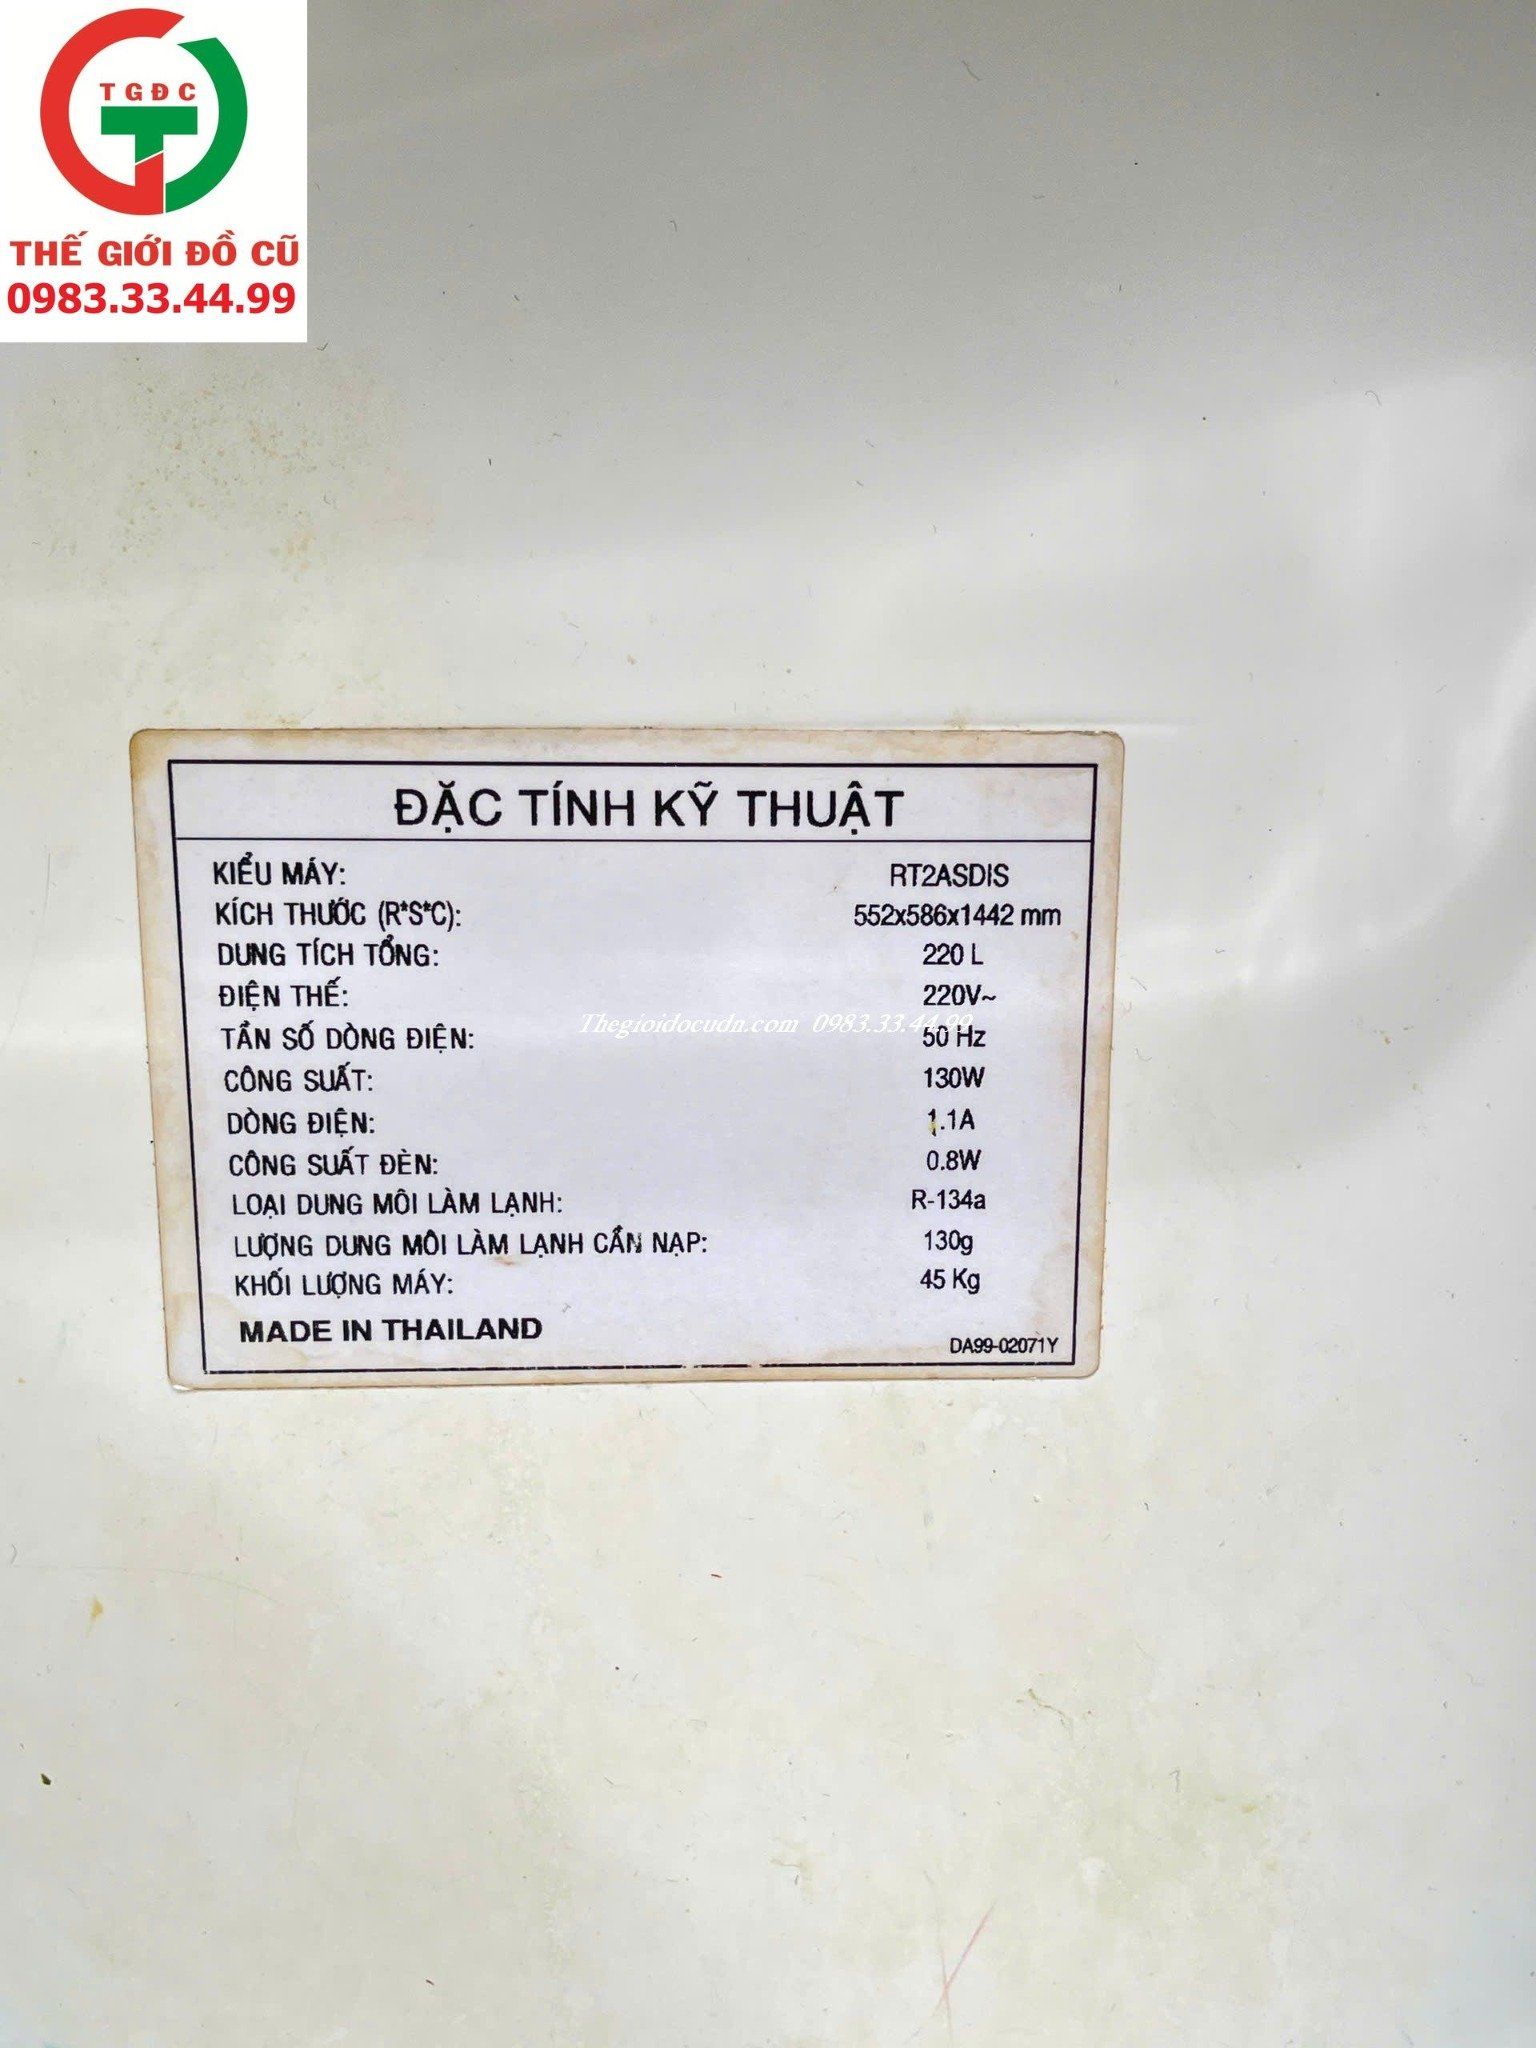 TGĐC
THẾ GIỚI ĐỒ CŨ
0983.33.44.99
ĐẶC TÍNH KỸ THUẬT
KIỂU MÁY: RT2ASDIS
KÍCH THƯỚC (R*S*C): 552x586x1442 mm
DUNG TÍCH TỔNG: 220 L
ĐIỆN THẾ: 220V~
Thegioidocudn.com 0983.33.44.99
TẦN SỐ DÒNG ĐIỆN: 50 Hz
CÔNG SUẤT: 130W
DÒNG ĐIỆN: 1.1A
CÔNG SUẤT ĐÈN: 0.8W
LOẠI DUNG MÔI LÀM LẠNH: R-134a
LƯỢNG DUNG MÔI LÀM LẠNH CẦN NẠP: 130g
KHỐI LƯỢNG MÁY: 45 Kg
MADE IN THAILAND
DA99-02071Y